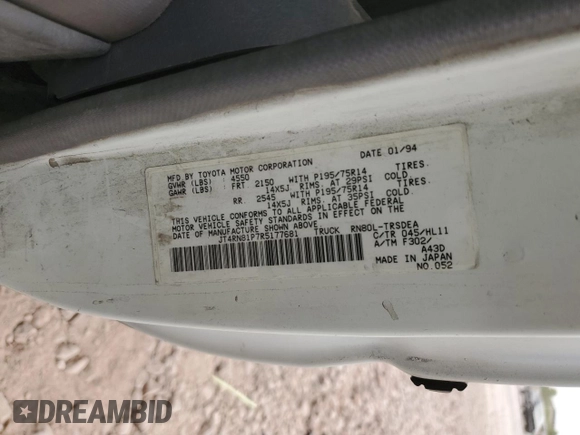 MFD BY TOYOTA MOTOR CORPORATION DATE 01/94
GVWR (LBS) : 4550
GAWR (LBS) : FRT 2150 WITH P195/75R14 TIRES.
14X5J RIMS. AT 29PSI COLD.
RR 2545 WITH P195/75R14 TIRES.
14X5J RIMS. AT 35PSI COLD.
THIS VEHICLE CONFORMS TO ALL APPLICABLE FEDERAL
MOTOR VEHICLE SAFETY STANDARDS IN EFFECT ON THE
DATE OF MANUFACTURE SHOWN ABOVE.
JT4RN81P7R5177681 TRUCK RN80L-TRSDEA
C/TR 045/HL11
A/TM F302/
A43D
MADE IN JAPAN
NO.052
DREAMBID